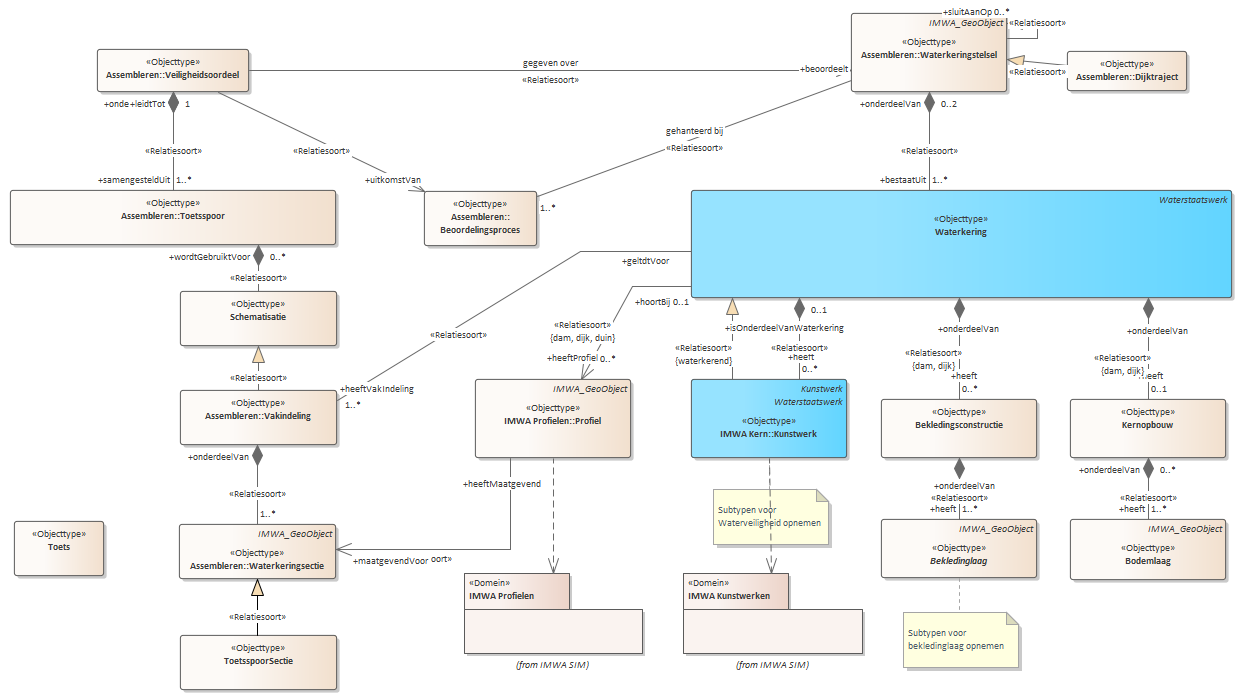 +sluitAanOp 0..*
IMWA_GeoObject
«Relatiesoort»
«Objecttype»
Assembleren::Waterkeringstelsel
«Objecttype»
Assembleren::Veiligheidsoordeel
gegeven over
«Relatiesoort»
+beoordeelt
«Relatiesoort»
«Objecttype»
Assembleren::Dijktraject
+onde
+leidtTot
1
+onderdeelVan
0..2
gehanteerd bij
«Relatiesoort»
«Relatiesoort»
«Relatiesoort»
«Relatiesoort»
+samengesteldUit
1..*
+uitkomstVan
+bestaatUit
1..*
«Objecttype»
Assembleren::Toetsspoor
«Objecttype»
Assembleren::
Beoordelingsproces
1..*
Waterstaatswerk
«Objecttype»
Waterkering
+wordtGebruiktVoor
0..*
«Relatiesoort»
+geltdtVoor
«Objecttype»
Schematisatie
+hoortBij 0..1
0..1
+isOnderdeelVanWaterkering
+onderdeelVan
+onderdeelVan
«Relatiesoort»
«Relatiesoort»
{dam, dijk, duin}
«Relatiesoort»
{waterkerend}
«Relatiesoort»
+heeft
0..*
«Relatiesoort»
{dam, dijk}
+heeft
0..*
«Relatiesoort»
{dam, dijk}
0..1
+heeftProfiel
0..*
«Relatiesoort»
+heeftVakIndeling
1..*
«Objecttype»
Assembleren::Vakindeling
IMWA_GeoObject
«Objecttype»
IMWA Profielen::Profiel
Kunstwerk
Waterstaatswerk
«Objecttype»
IMWA Kern::Kunstwerk
«Objecttype»
Bekledingsconstructie
«Objecttype»
Kernopbouw
+onderdeelVan
+onderdeelVan
+onderdeelVan
0..*
«Relatiesoort»
+heeftMaatgevend
«Relatiesoort»
+heeft
1..*
«Relatiesoort»
+heeft
1..*
1..*
Subtypen voor
Waterveiligheid opnemen
«Objecttype»
Toets
IMWA_GeoObject
«Objecttype»
Assembleren::Waterkeringsectie
+maatgevendVoor
oort»
IMWA_GeoObject
«Objecttype»
Bekledinglaag
IMWA_GeoObject
«Objecttype»
Bodemlaag
«Domein»
IMWA Profielen
«Domein»
IMWA Kunstwerken
«Relatiesoort»
Subtypen voor
bekledinglaag opnemen
«Objecttype»
ToetsspoorSectie
(from IMWA SIM)
(from IMWA SIM)